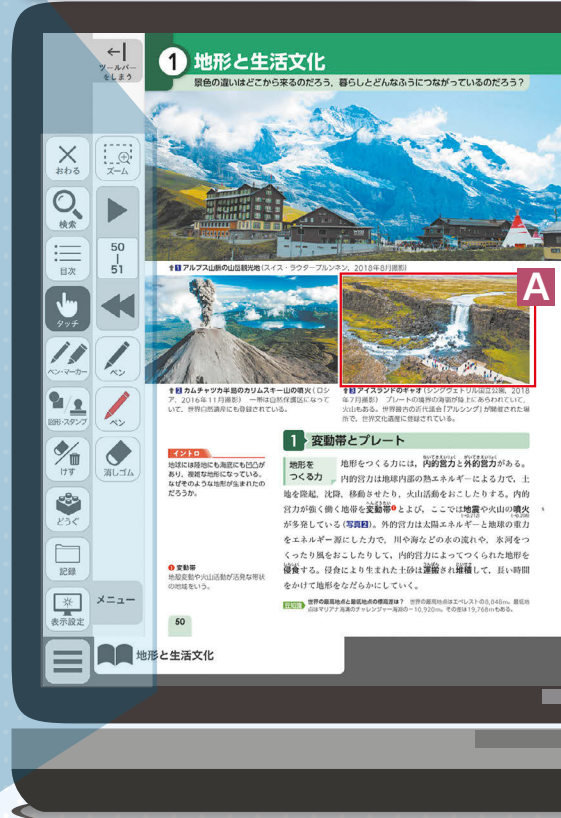 ツールバー
をしまう
おわる
ズーム
検索
目次
50
51
タッチ
ペン・マーカー
ペン
図形・スタンプ
ペン
けす
消しゴム
どうぐ
記録
表示設定
メニュー
1 地形と生活文化
景色の違いはどこから来るのだろう,暮らしとどんなふうにつながっているのだろう?
↑1 アルプス山脈の山岳観光地(スイス・ラウターブルンネン,2018年8月撮影)
A
↑2 カムチャツカ半島のカリムスキー山の噴火(ロシ
ア,2016年11月撮影) 一帯は自然保護区になって
いて,世界自然遺産にも登録されている。
↑3 アイスランドのギャオ(シングヴェトリル国立公園,2018
年7月撮影) プレートの境界の海嶺が陸上にあらわれていて,
火山もある。世界最古の近代議会「アルシング」が開催された場
所で,世界文化遺産に登録されている。
イントロ
地球には陸地にも海底にも凹凸が
あり,複雑な地形になっている。
なぜそのような地形が生まれたの
だろうか。
1 変動帯とプレート
地形を
つくる力
地形をつくる力には,内的営力と外的営力がある。
内的営力は地球内部の熱エネルギーによる力で,土
地を隆起,沈降,移動させたり,火山活動をおこしたりする。内的
営力が強く働く地帯を変動帯❶とよび,ここでは地震や火山の噴火
が多発している(写真2)。外的営力は太陽エネルギーと地球の重力
をエネルギー源にした力で,川や海などの水の流れや,氷河をつ
くったり風をおこしたりして,内的営力によってつくられた地形を
侵食する。侵食により生まれた土砂は運搬され堆積して,長い時間
をかけて地形をなだらかにしていく。
❶ 変動帯
地殻変動や火山活動が活発な帯状
の地域をいう。
豆知識 世界の最高地点と最低地点の標高差は? 世界の最高地点はエベレストの8,848m。最低地
点はマリアナ海溝のチャレンジャー海淵の-10,920m。その差は19,768mもある。
50
地形と生活文化